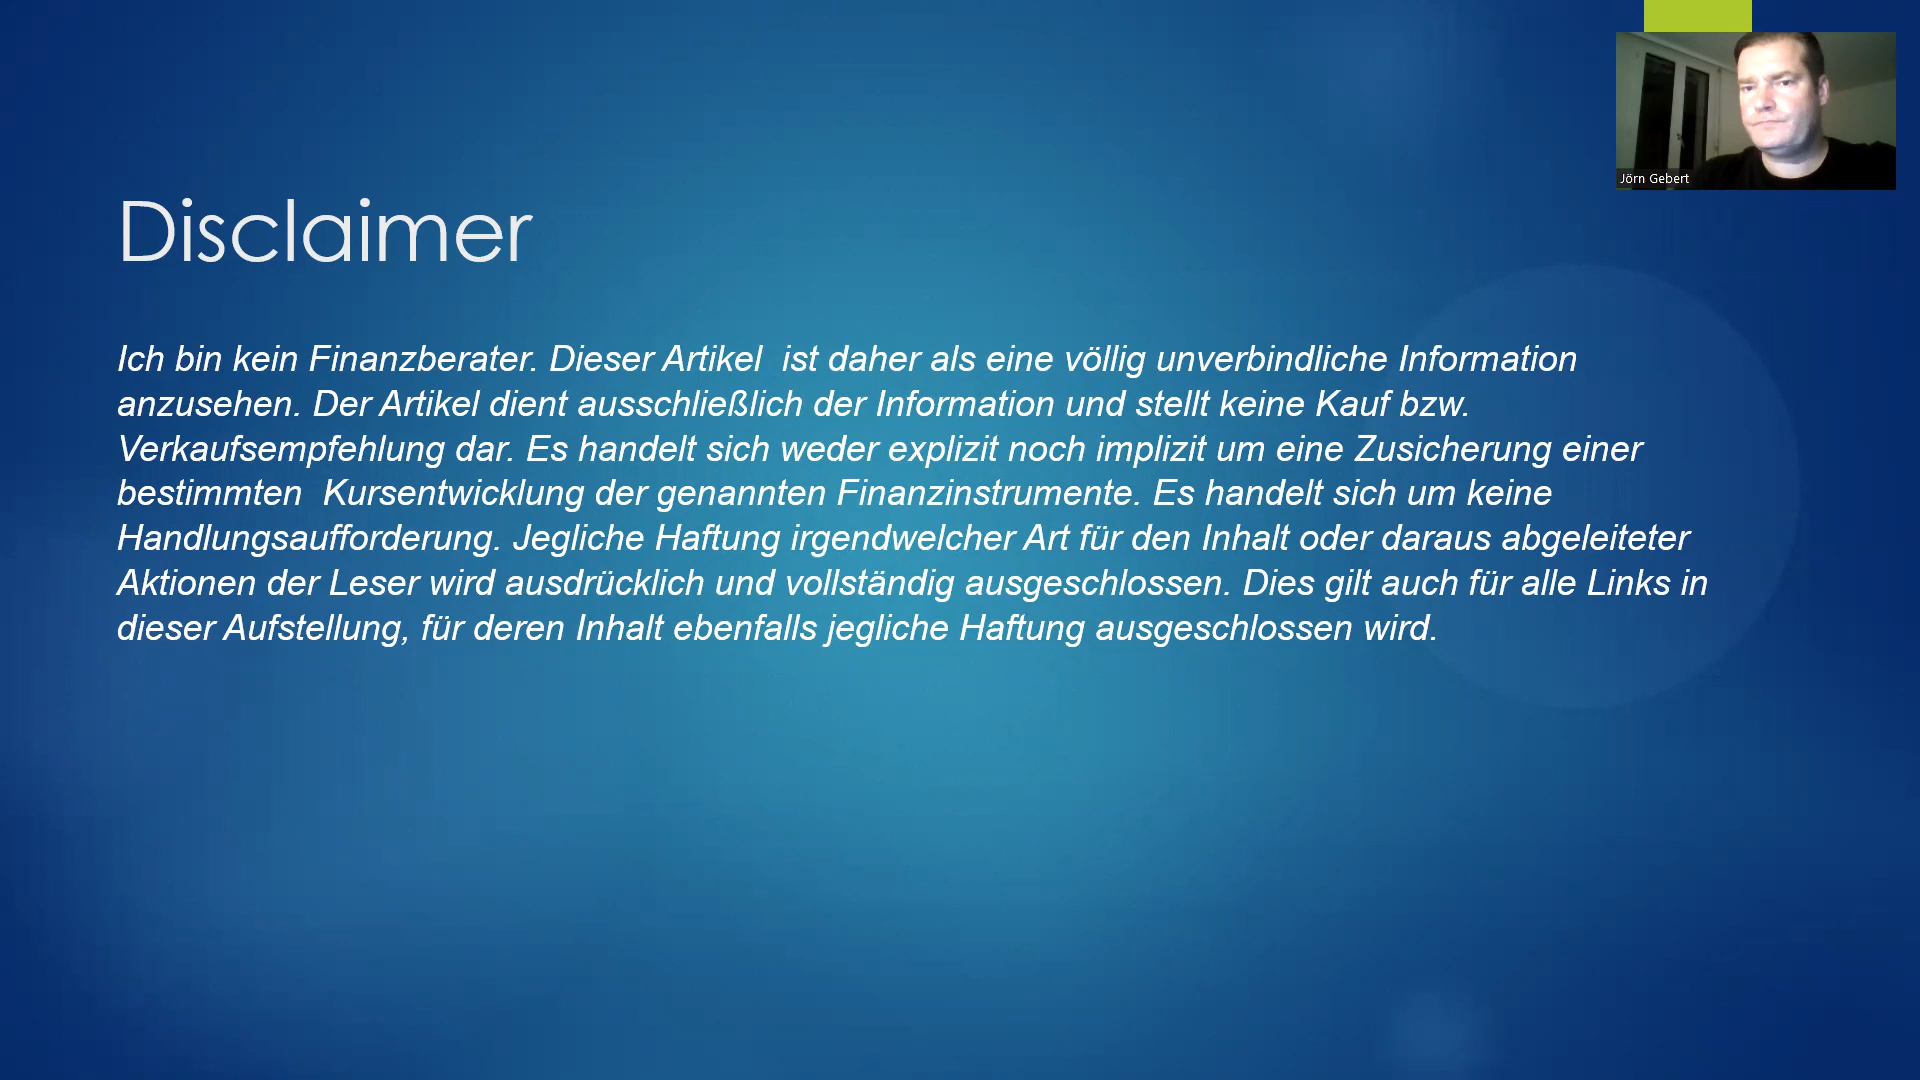 Jörn Gebert
Disclaimer
Ich bin kein Finanzberater. Dieser Artikel  ist daher als eine völlig unverbindliche Information
anzusehen. Der Artikel dient ausschließlich der Information und stellt keine Kauf bzw.
Verkaufsempfehlung dar. Es handelt sich weder explizit noch implizit um eine Zusicherung einer
bestimmten  Kursentwicklung der genannten Finanzinstrumente. Es handelt sich um keine
Handlungsaufforderung. Jegliche Haftung irgendwelcher Art für den Inhalt oder daraus abgeleiteter
Aktionen der Leser wird ausdrücklich und vollständig ausgeschlossen. Dies gilt auch für alle Links in
dieser Aufstellung, für deren Inhalt ebenfalls jegliche Haftung ausgeschlossen wird.